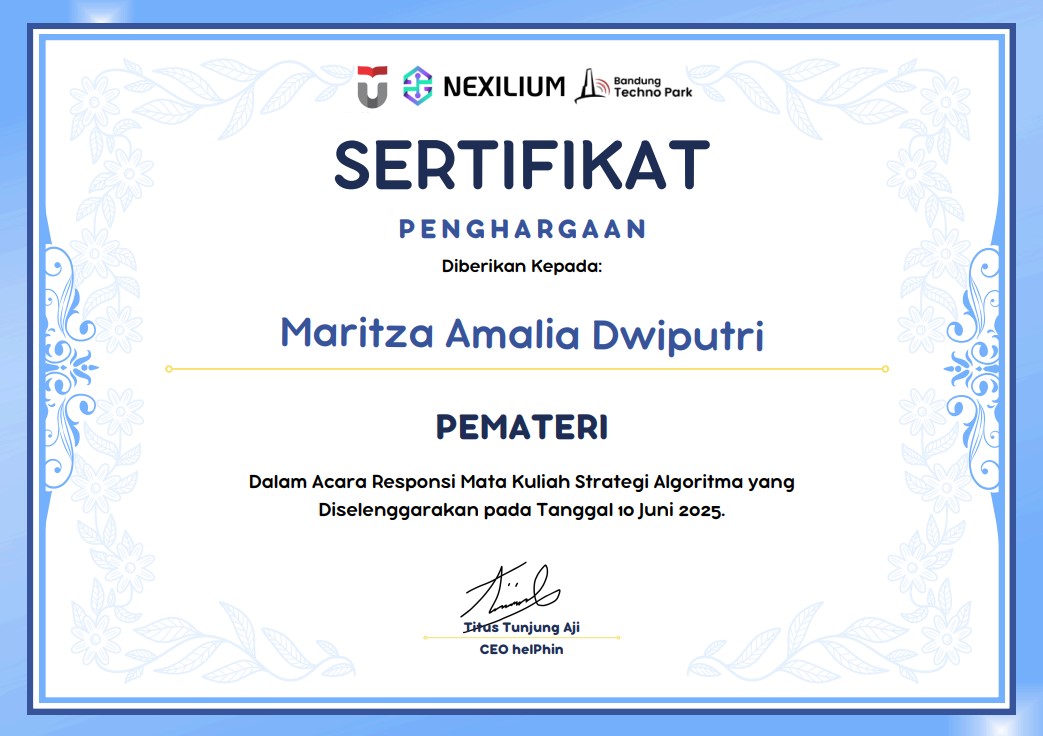 NEXILIUM
Bandung
Techno Park
SERTIFIKAT
PENGHARGAAN
Diberikan Kepada:
Maritza Amalia Dwiputri
PEMATERI
Dalam Acara Responsi Mata Kuliah Strategi Algoritma yang
Diselenggarakan pada Tanggal 10 Juni 2025.
Titus Tunjung Aji
CEO helPhin